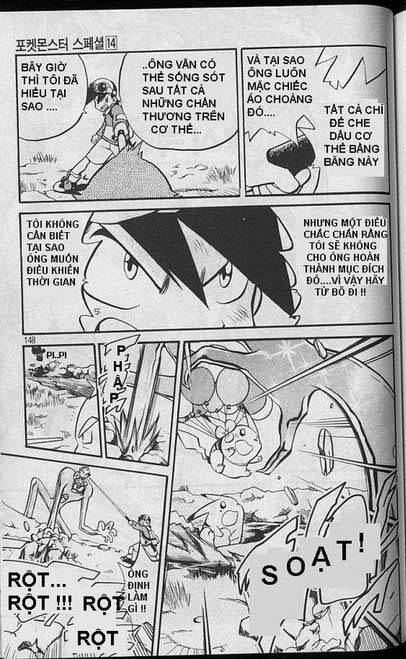 포켓몬스터 스페셜 14
BÂY GIỜ
THÌ TÔI ĐÃ
HIỂU TẠI
SAO ....
..ÔNG VẪN CÓ
THỂ SỐNG SÓT
SAU TẤT CẢ
NHỮNG CHẤN
THƯƠNG TRÊN
CƠ THỂ...
VÀ TẠI SAO
ÔNG LUÔN
MẶC CHIẾC
ÁO CHOÀNG
ĐÓ....
TẤT CẢ CHỈ
ĐỂ CHE
DẤU CƠ
THỂ BẰNG
BĂNG NÀY
TÔI KHÔNG
CẦN BIẾT
TẠI SAO
ÔNG MUỐN
ĐIỀU KHIỂN
THỜI GIAN
NHƯNG MỘT ĐIỀU
CHẮC CHẮN RẰNG
TÔI SẼ KHÔNG
CHO ÔNG HOÀN
THÀNH MỤC ĐÍCH
ĐÓ....VÌ VẬY HÃY
TỪ BỎ ĐI !!
148
PI..PI
PHẬP
RỘT...
RỘT !!!
RỘT
RỘT
ÔNG
ĐỊNH
LÀM
GÌ !!
SOẠT!